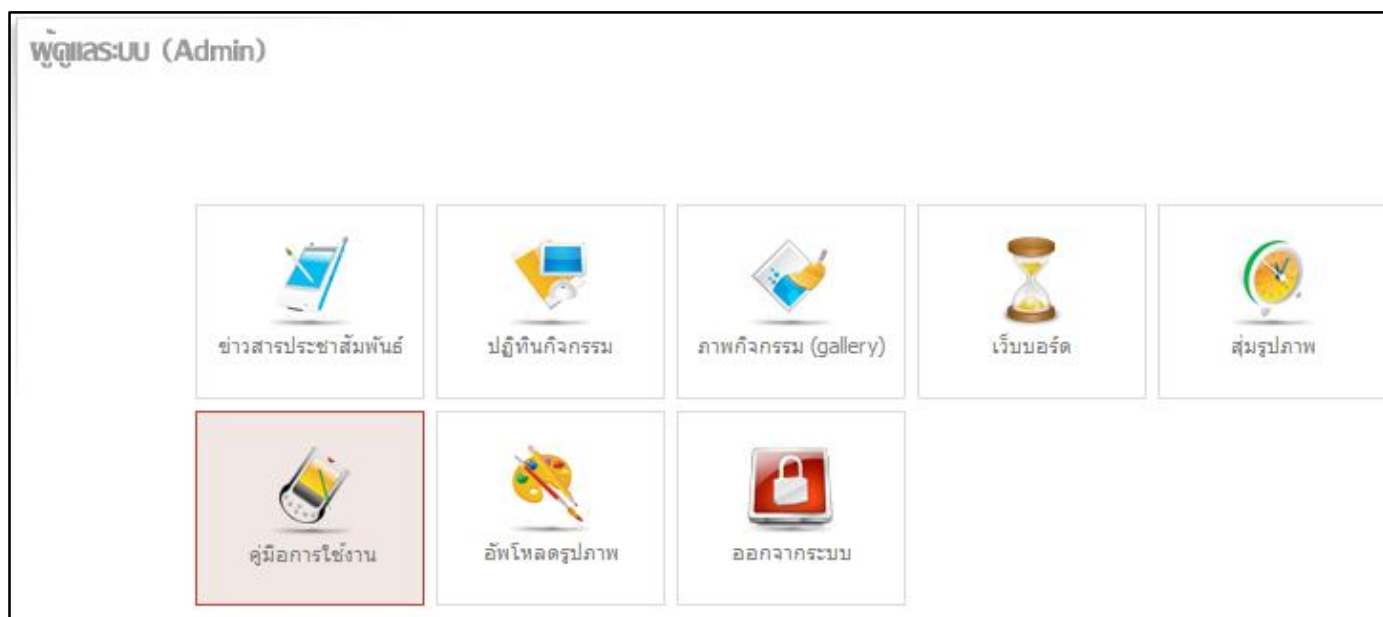 ผู้ดูแลระบบ (Admin)
ข่าวสารประชาสัมพันธ์
ปฏิทินกิจกรรม
ภาพกิจกรรม (gallery)
เว็บบอร์ด
สุ่มรูปภาพ
คู่มือการใช้งาน
อัพโหลดรูปภาพ
ออกจากระบบ